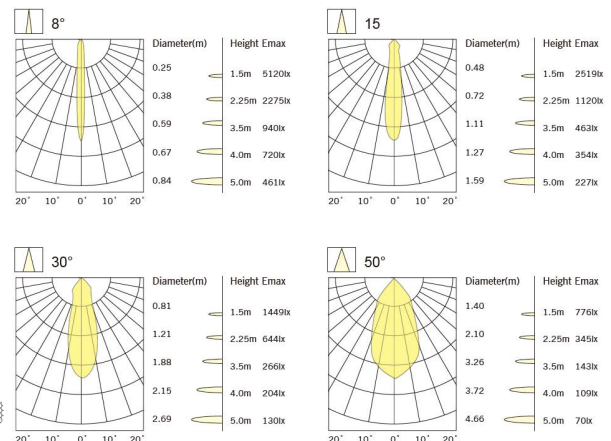 8°
Diameter(m) Height Emax
0.25 1.5m 5120lx
0.38 2.25m 2275lx
0.59 3.5m 940lx
0.67 4.0m 720lx
0.84 5.0m 461lx
20° 10° 0° 10° 20°
15
Diameter(m) Height Emax
0.48 1.5m 2519lx
0.72 2.25m 1120lx
1.11 3.5m 463lx
1.27 4.0m 354lx
1.59 5.0m 227lx
20° 10° 0° 10° 20°
30°
Diameter(m) Height Emax
0.81 1.5m 1449lx
1.21 2.25m 644lx
1.88 3.5m 266lx
2.15 4.0m 204lx
2.69 5.0m 130lx
20° 10° 0° 10° 20°
50°
Diameter(m) Height Emax
1.40 1.5m 776lx
2.10 2.25m 345lx
3.26 3.5m 143lx
3.72 4.0m 109lx
4.66 5.0m 70lx
20° 10° 0° 10° 20°